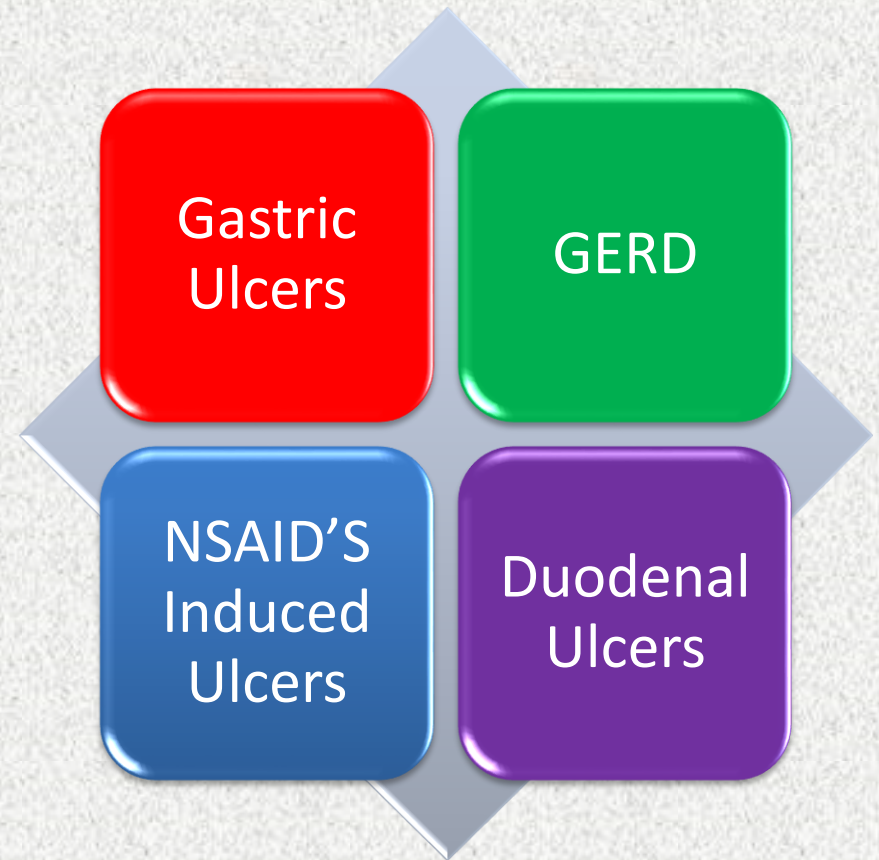 Gastric
Ulcers
GERD
NSAID’S
Induced
Ulcers
Duodenal
Ulcers